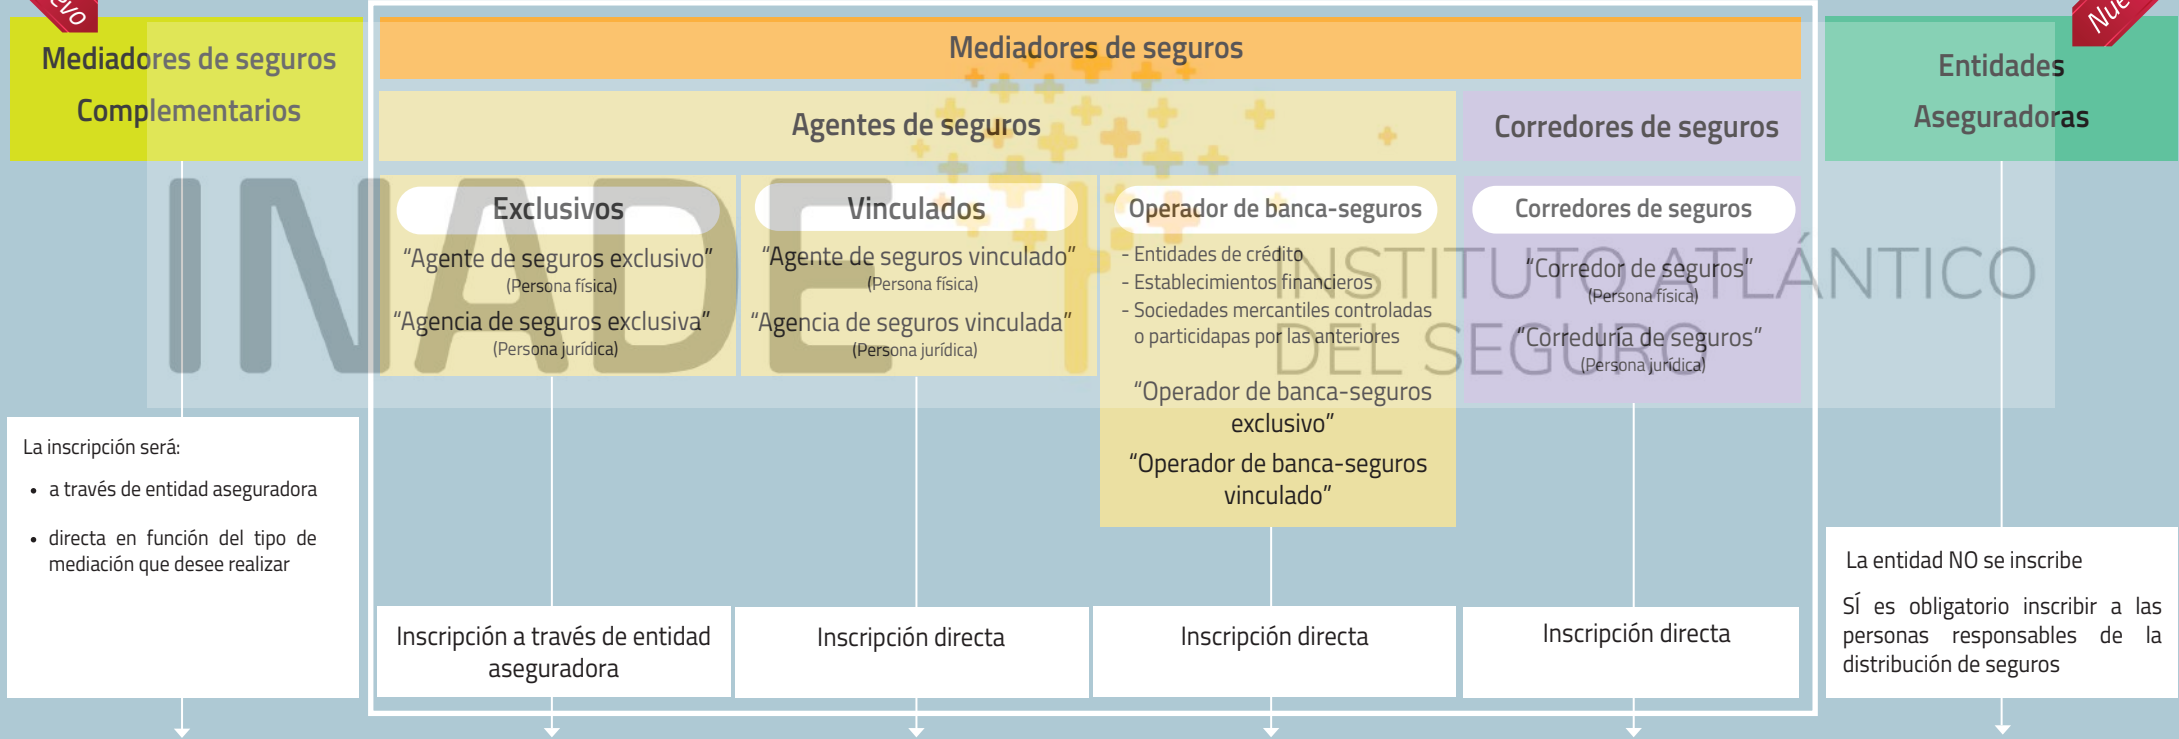 Nuevo
Mediadores de seguros
Complementarios
La inscripción será:
• a través de entidad aseguradora
• directa en función del tipo de
mediación que desee realizar
Mediadores de seguros
Agentes de seguros
Exclusivos
“Agente de seguros exclusivo”
(Persona física)
“Agencia de seguros exclusiva”
(Persona jurídica)
Inscripción a través de entidad
aseguradora
Vinculados
“Agente de seguros vinculado”
(Persona física)
“Agencia de seguros vinculada”
(Persona jurídica)
Inscripción directa
Operador de banca-seguros
- Entidades de crédito
- Establecimientos financieros
- Sociedades mercantiles controladas
o particidapas por las anteriores
“Operador de banca-seguros
exclusivo”
“Operador de banca-seguros
vinculado”
Inscripción directa
Corredores de seguros
Corredores de seguros
“Corredor de seguros”
(Persona física)
“Correduría de seguros”
(Persona jurídica)
Inscripción directa
Entidades
Aseguradoras
La entidad NO se inscribe
SÍ es obligatorio inscribir a las
personas responsables de la
distribución de seguros
INADE
INSTITUTO ATLÁNTICO
DEL SEGURO